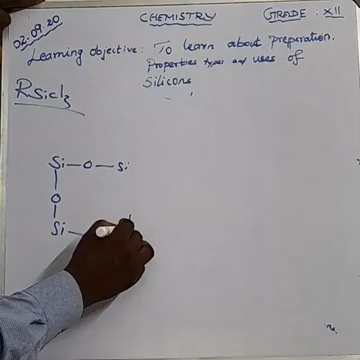 02.09.20 CHEMISTRY GRADE : XII
Learning objective : To learn about preparation.
Properties types and uses of
Silicons
RSiCl3
Si — O — Si
O
Si —